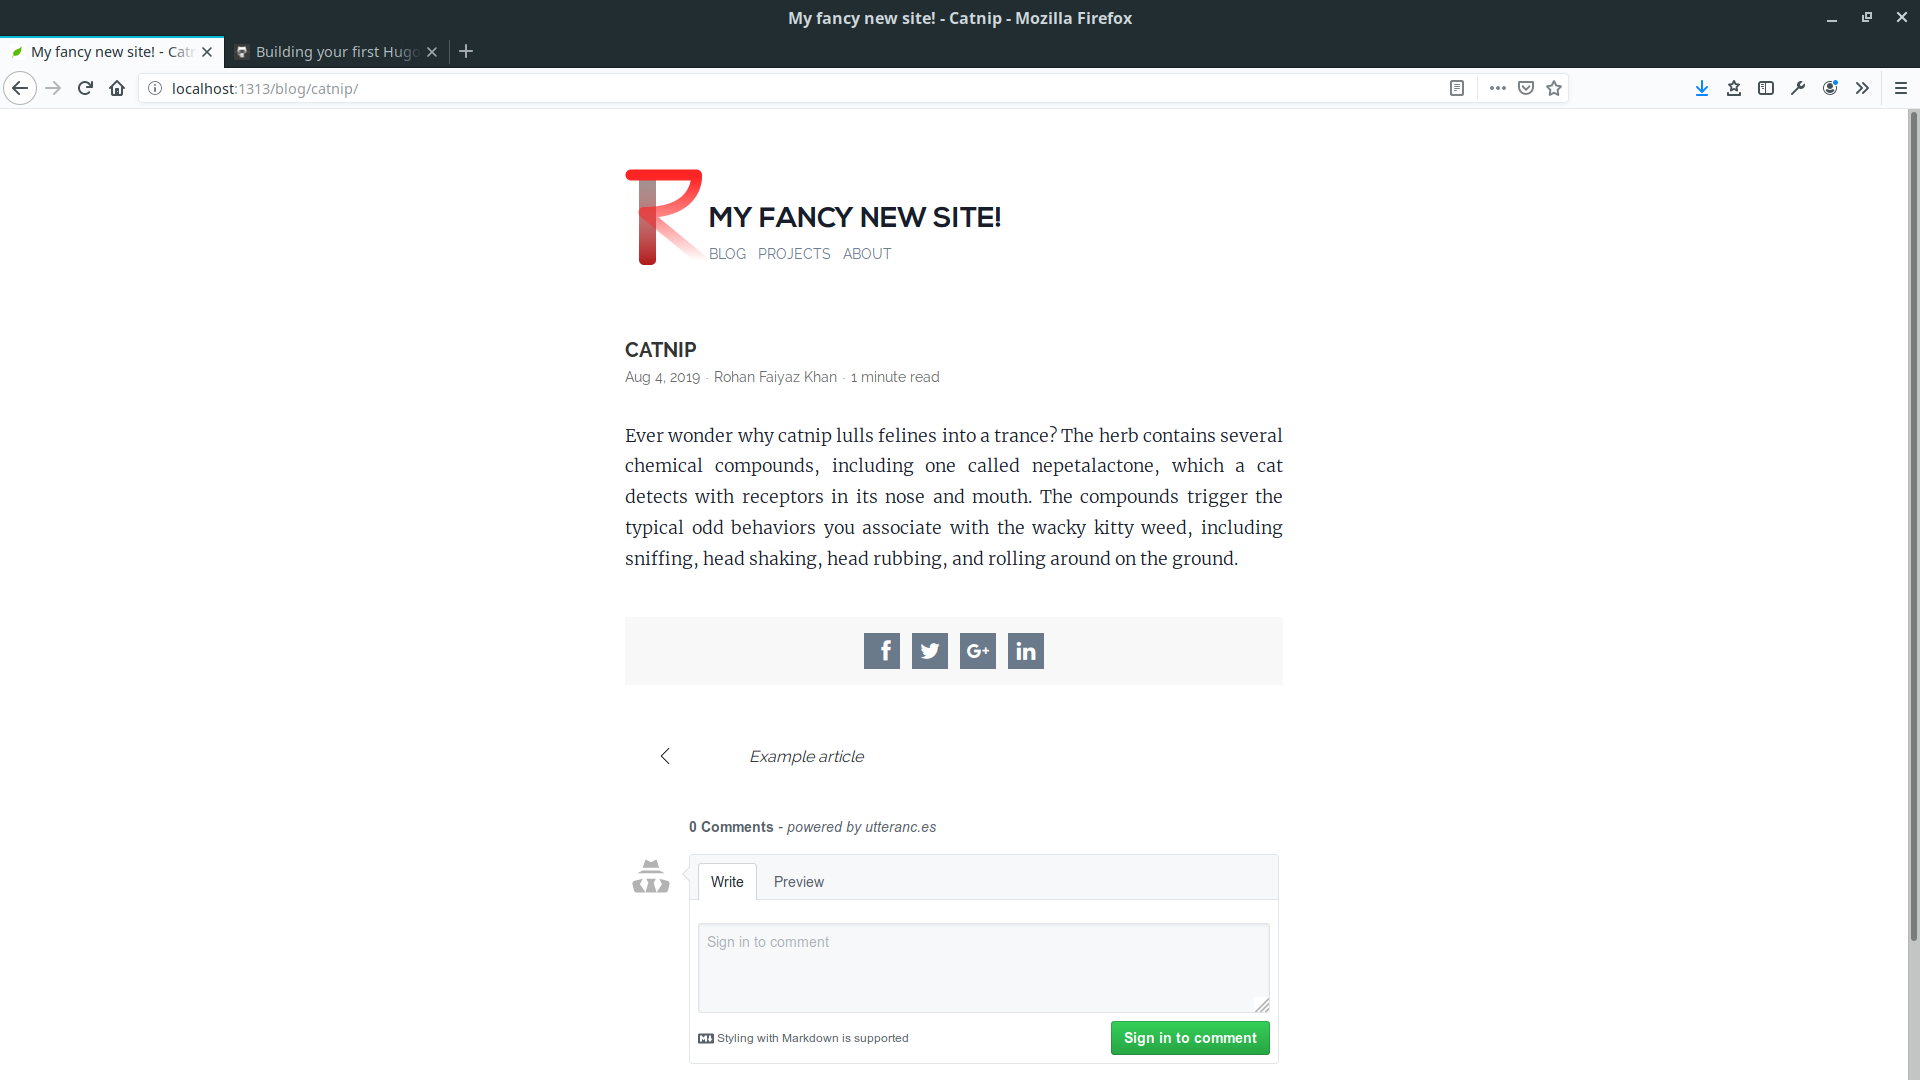 My fancy new site! - Catnip - Mozilla Firefox
My fancy new site! - Cat
Building your first Hugo
localhost:1313/blog/catnip/
R
MY FANCY NEW SITE!
BLOG PROJECTS ABOUT
CATNIP
Aug 4, 2019 · Rohan Faiyaz Khan · 1 minute read
Ever wonder why catnip lulls felines into a trance? The herb contains several
chemical compounds, including one called nepetalactone, which a cat
detects with receptors in its nose and mouth. The compounds trigger the
typical odd behaviors you associate with the wacky kitty weed, including
sniffing, head shaking, head rubbing, and rolling around on the ground.
f G+ in
Example article
0 Comments - powered by utteranc.es
Write Preview
Sign in to comment
M Styling with Markdown is supported
Sign in to comment